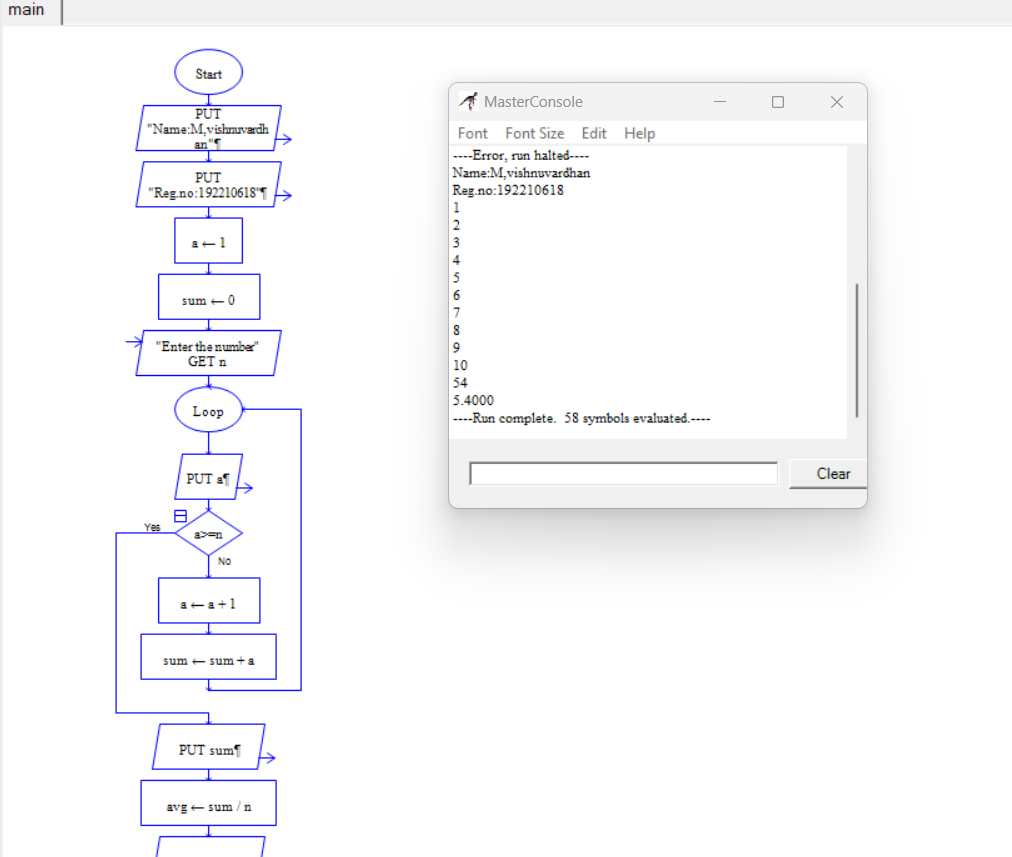 main
Start
PUT
"Name:M,vishnuvardh
an"¶
PUT
"Reg.no:192210618"¶
a ← 1
sum ← 0
"Enter the number"
GET n
Loop
PUT a¶
Yes
a>=n
No
a ← a + 1
sum ← sum + a
PUT sum¶
avg ← sum / n
MasterConsole
Font Font Size Edit Help
----Error, run halted----
Name:M,vishnuvardhan
Reg.no:192210618
1
2
3
4
5
6
7
8
9
10
54
5.4000
----Run complete.  58 symbols evaluated.----
Clear